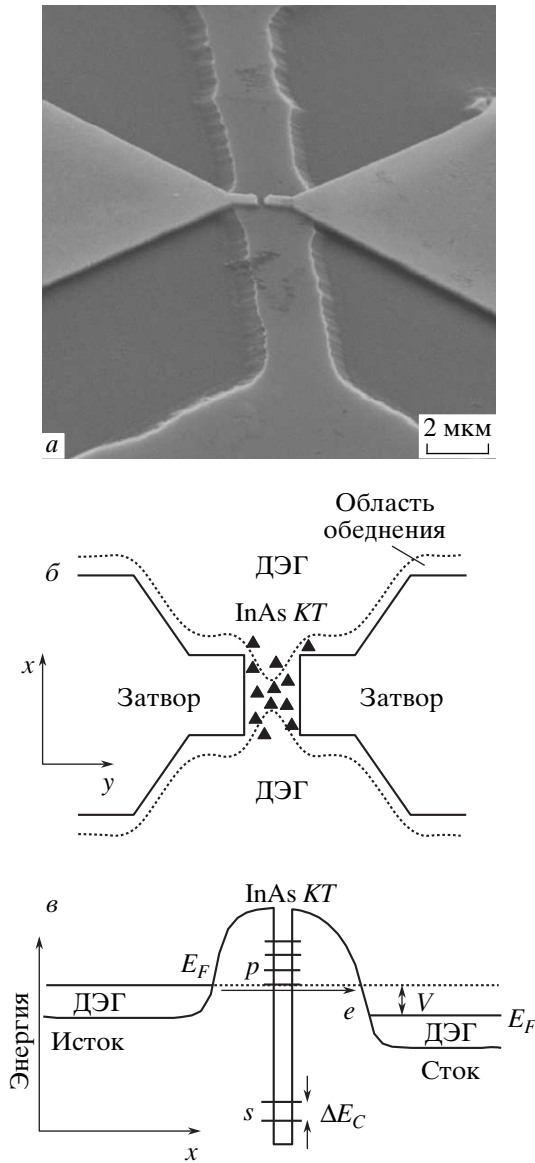 а
2 мкм
б
Область
обеднения
ДЭГ
InAs КТ
x
Затвор
Затвор
y
ДЭГ
InAs КТ
в
Энергия
E_F
p
ДЭГ
e
V
E_F
ДЭГ
Исток
Сток
s
ΔE_C
x